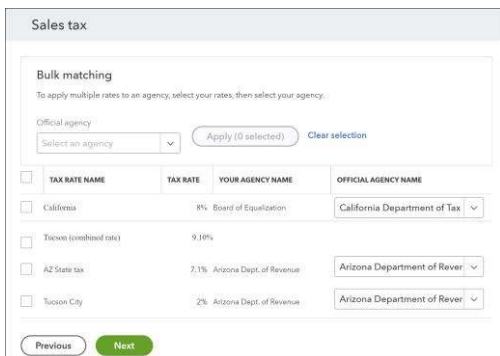 Sales tax
Bulk matching
To apply multiple rates to an agency, select your rates, then select your agency.
Official agency
Select an agency
Apply (0 selected)
Clear selection
TAX RATE NAME TAX RATE YOUR AGENCY NAME OFFICIAL AGENCY NAME
California 8% Board of Equalization California Department of Tax
Tucson (combined rate) 9.10%
AZ State tax 7.1% Arizona Dept. of Revenue Arizona Department of Rever
Tucson City 2% Arizona Dept. of Revenue Arizona Department of Rever
Previous Next